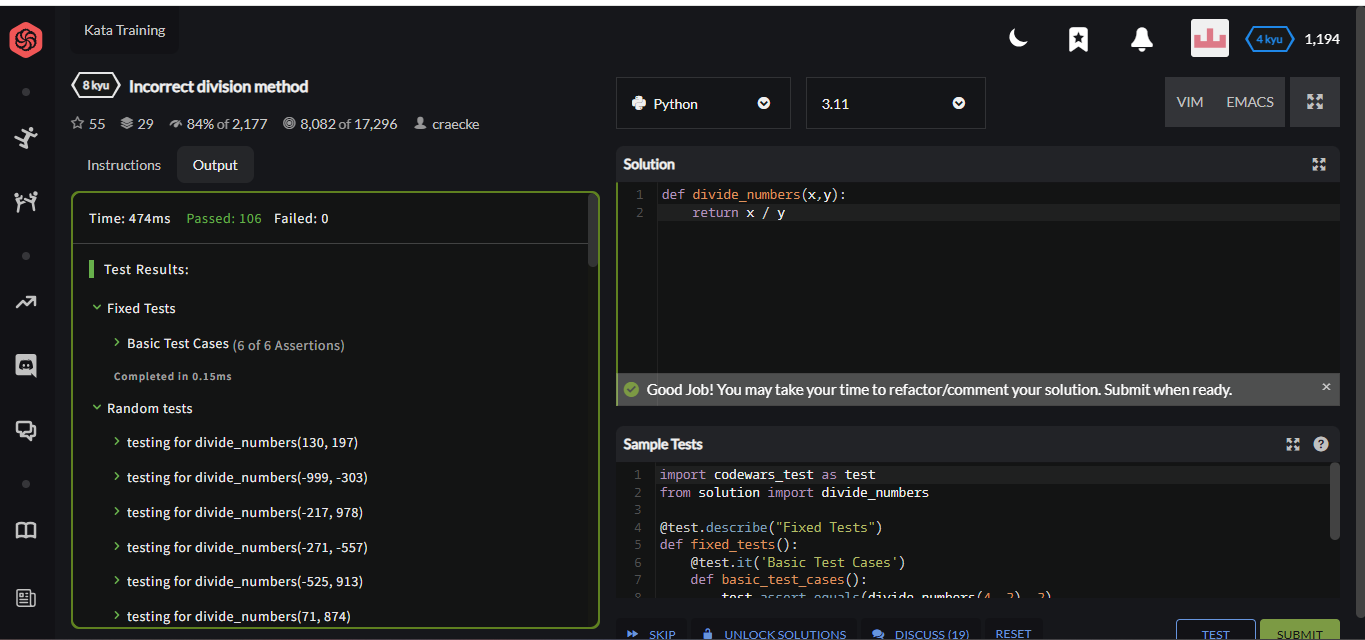 Kata Training
4 kyu
1,194
8 kyu
Incorrect division method
55
29
84% of 2,177
8,082 of 17,296
craecke
Instructions
Output
Time: 474ms Passed: 106 Failed: 0
Test Results:
Fixed Tests
Basic Test Cases (6 of 6 Assertions)
Completed in 0.15ms
Random tests
testing for divide_numbers(130, 197)
testing for divide_numbers(-999, -303)
testing for divide_numbers(-217, 978)
testing for divide_numbers(-271, -557)
testing for divide_numbers(-525, 913)
testing for divide_numbers(71, 874)
Python
3.11
VIM
EMACS
Solution
1 def divide_numbers(x,y):
2 return x / y
Good Job! You may take your time to refactor/comment your solution. Submit when ready.
Sample Tests
1 import codewars_test as test
2 from solution import divide_numbers
3
4 @test.describe("Fixed Tests")
5 def fixed_tests():
6 @test.it('Basic Test Cases')
7 def basic_test_cases():
8 test.assert_equals(divide_numbers(4, 2), 2)
SKIP
UNLOCK SOLUTIONS
DISCUSS (19)
RESET
TEST
SUBMIT